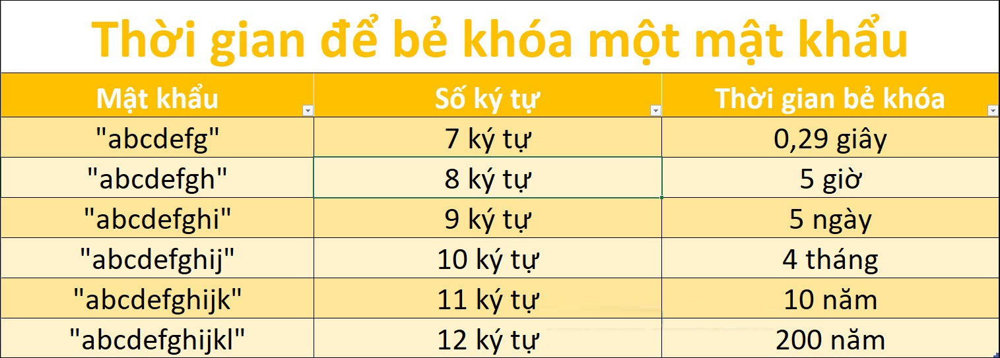 Thời gian để bẻ khóa một mật khẩu
Mật khẩu Số ký tự Thời gian bẻ khóa
"abcdefg" 7 ký tự 0,29 giây
"abcdefgh" 8 ký tự 5 giờ
"abcdefghi" 9 ký tự 5 ngày
"abcdefghij" 10 ký tự 4 tháng
"abcdefghijk" 11 ký tự 10 năm
"abcdefghijkl" 12 ký tự 200 năm